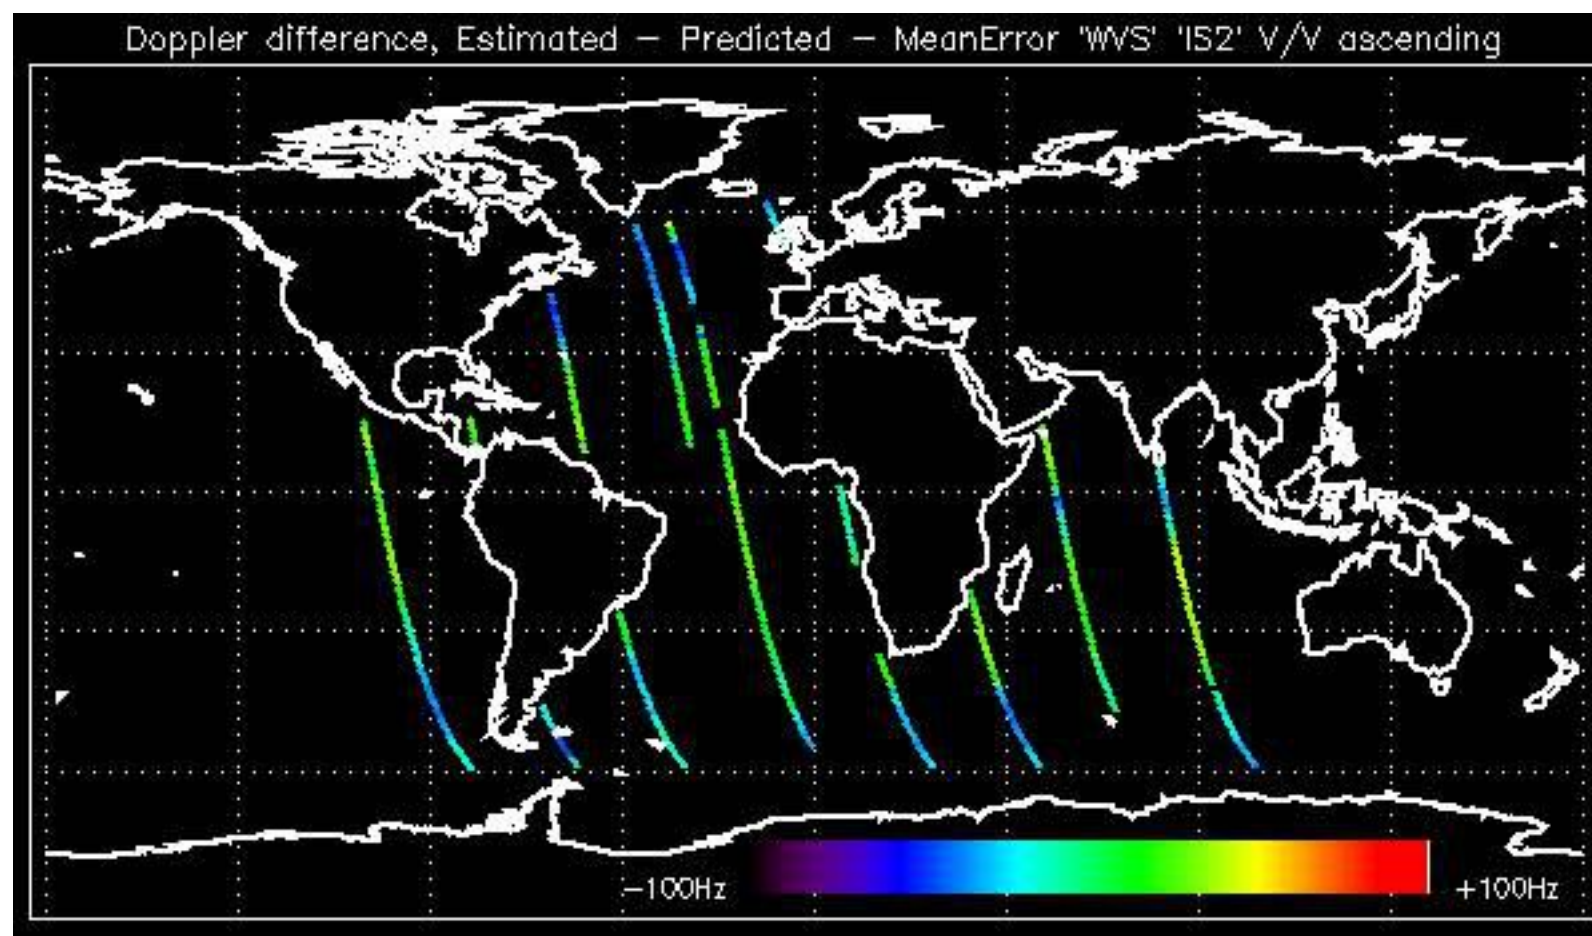 Doppler difference, Estimated – Predicted – MeanError 'WVS' 'IS2' V/V ascending
–100Hz
+100Hz